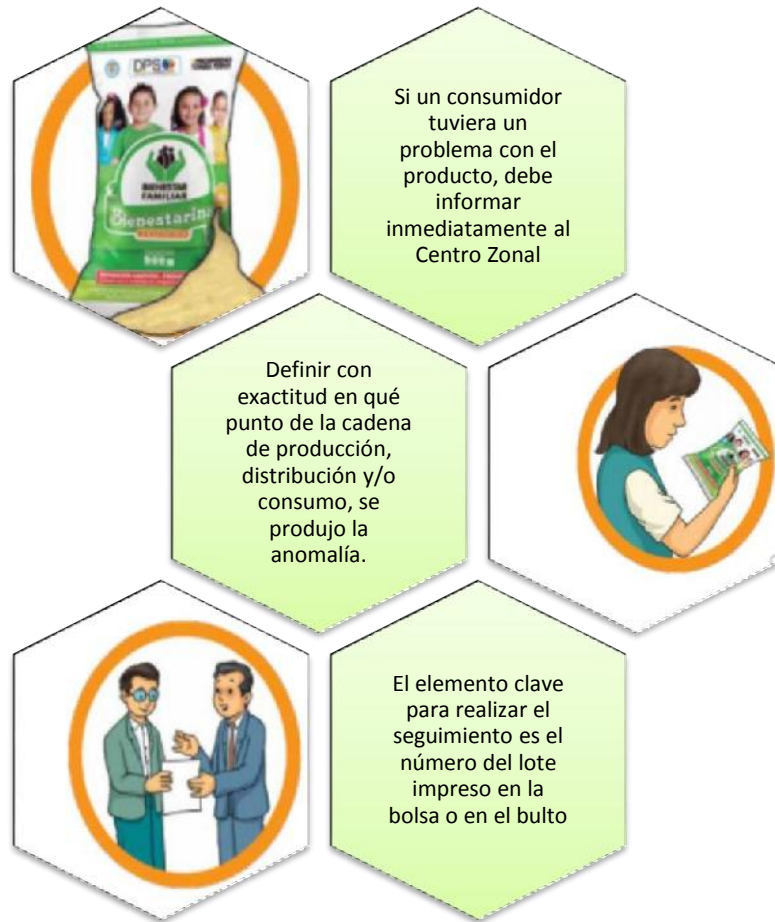 DPS
BIENESTAR
FAMILIAR
Bienestarina
Si un consumidor
tuviera un
problema con el
producto, debe
informar
inmediatamente al
Centro Zonal
Definir con
exactitud en qué
punto de la cadena
de producción,
distribución y/o
consumo, se
produjo la
anomalía.
El elemento clave
para realizar el
seguimiento es el
número del lote
impreso en la
bolsa o en el bulto